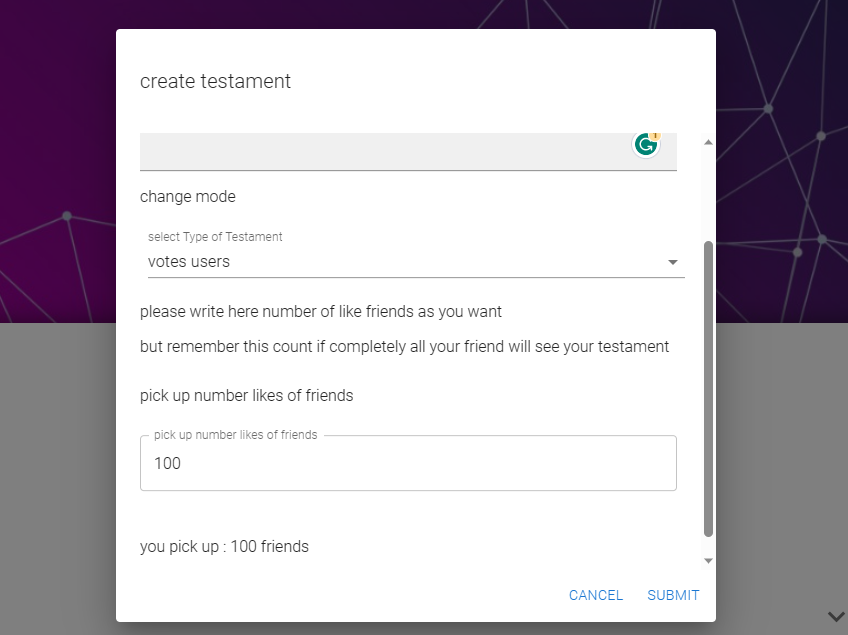 create testament
1
change mode
select Type of Testament
votes users
please write here number of like friends as you want
but remember this count if completely all your friend will see your testament
pick up number likes of friends
pick up number likes of friends
100
you pick up : 100 friends
CANCEL SUBMIT